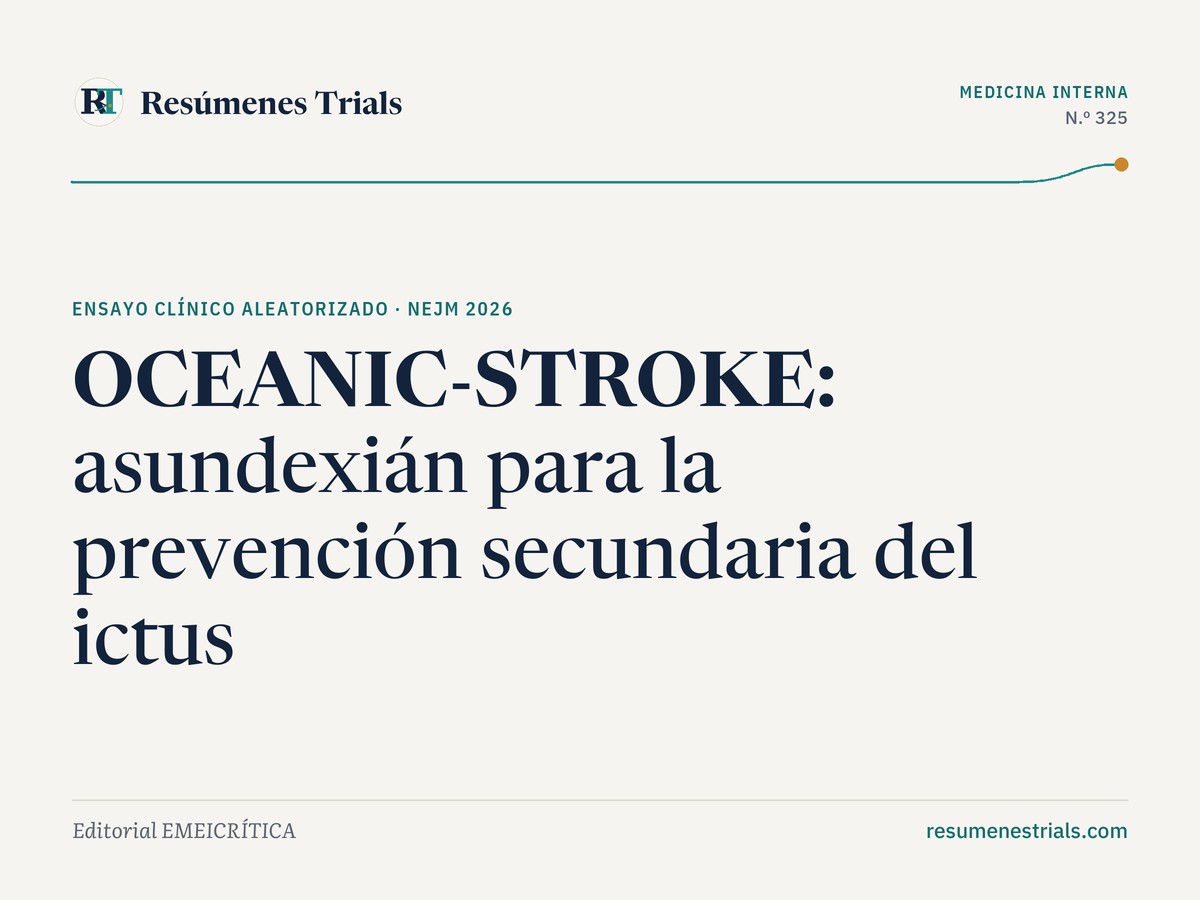 RT Resúmenes Trials
MEDICINA INTERNA
N.º 325
ENSAYO CLÍNICO ALEATORIZADO · NEJM 2026
OCEANIC-STROKE:
asundexián para la
prevención secundaria del
ictus
Editorial EMEICRÍTICA
resumenestrials.com